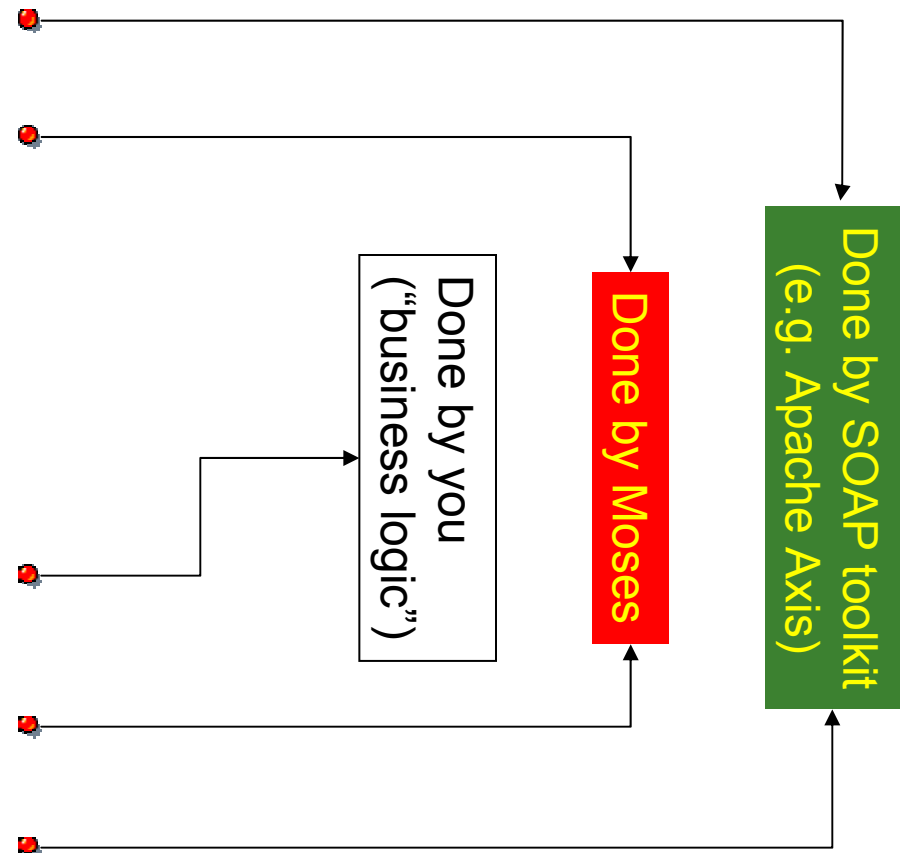 Done by SOAP toolkit
(e.g. Apache Axis)
Done by Moses
Done by you
(“business logic”)